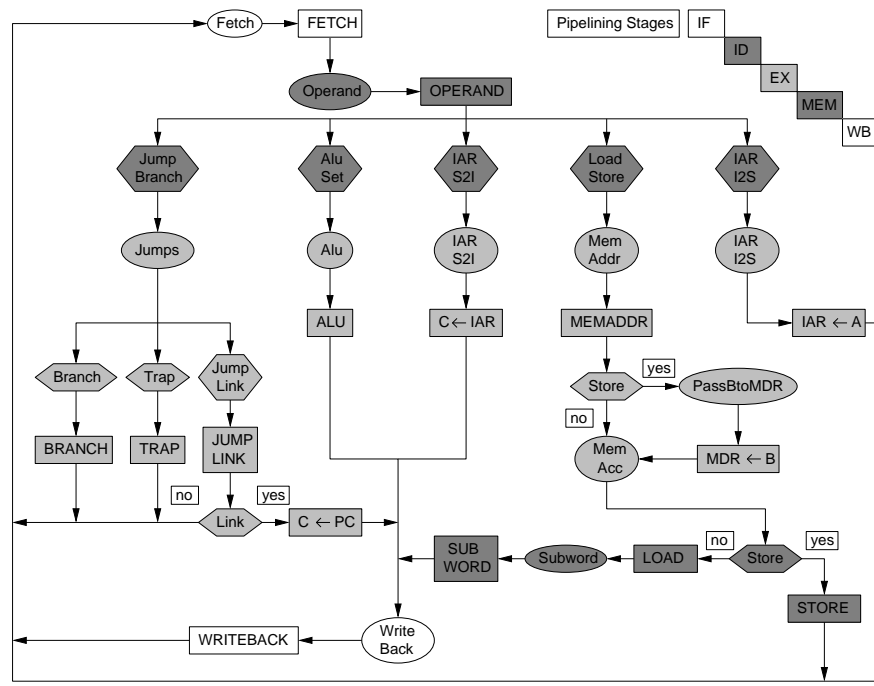 Fetch
FETCH
Pipelining Stages
IF
ID
EX
MEM
WB
Operand
OPERAND
Jump
Branch
Alu
Set
IAR
S2I
Load
Store
IAR
I2S
Jumps
Alu
IAR
S2I
Mem
Addr
IAR
I2S
ALU
C ← IAR
MEMADDR
IAR ← A
Branch
Trap
Jump
Link
Store
yes
PassBtoMDR
no
BRANCH
TRAP
JUMP
LINK
Mem
Acc
MDR ← B
no
yes
Link
C ← PC
SUB
WORD
Subword
LOAD
no
Store
yes
STORE
WRITEBACK
Write
Back